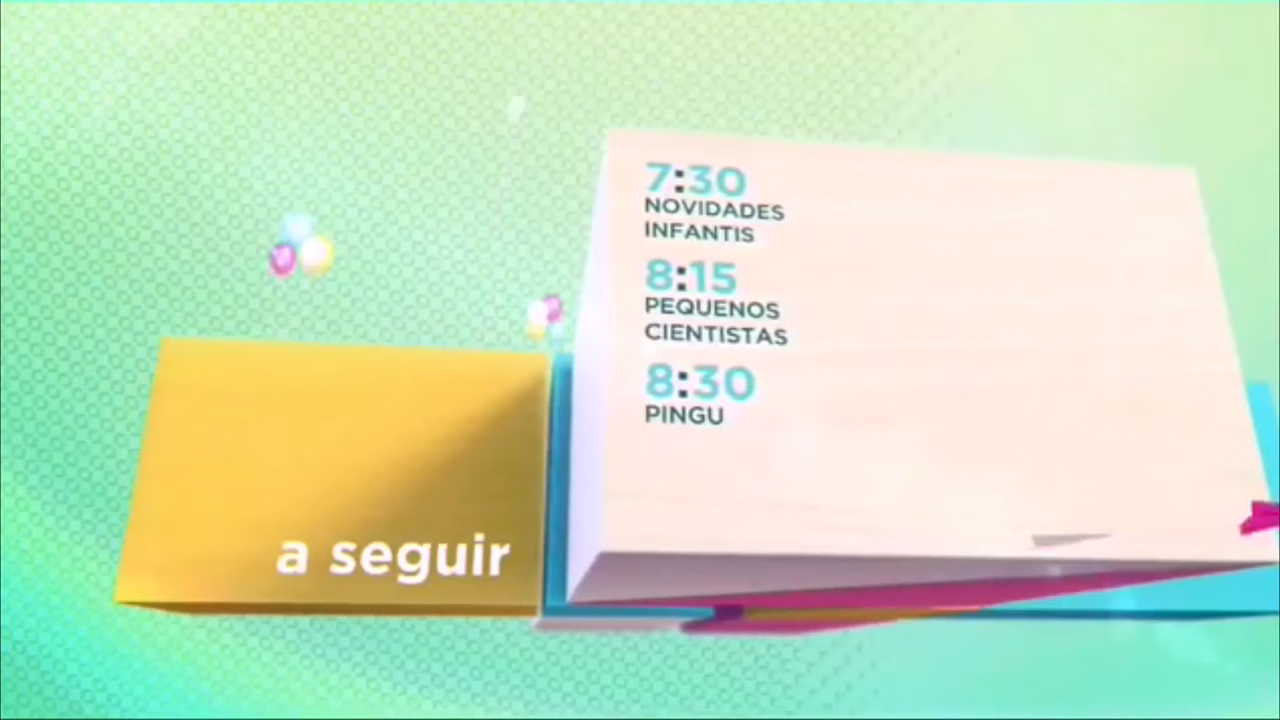 7:30
NOVIDADES
INFANTIS
8:15
PEQUENOS
CIENTISTAS
8:30
PINGU
a seguir